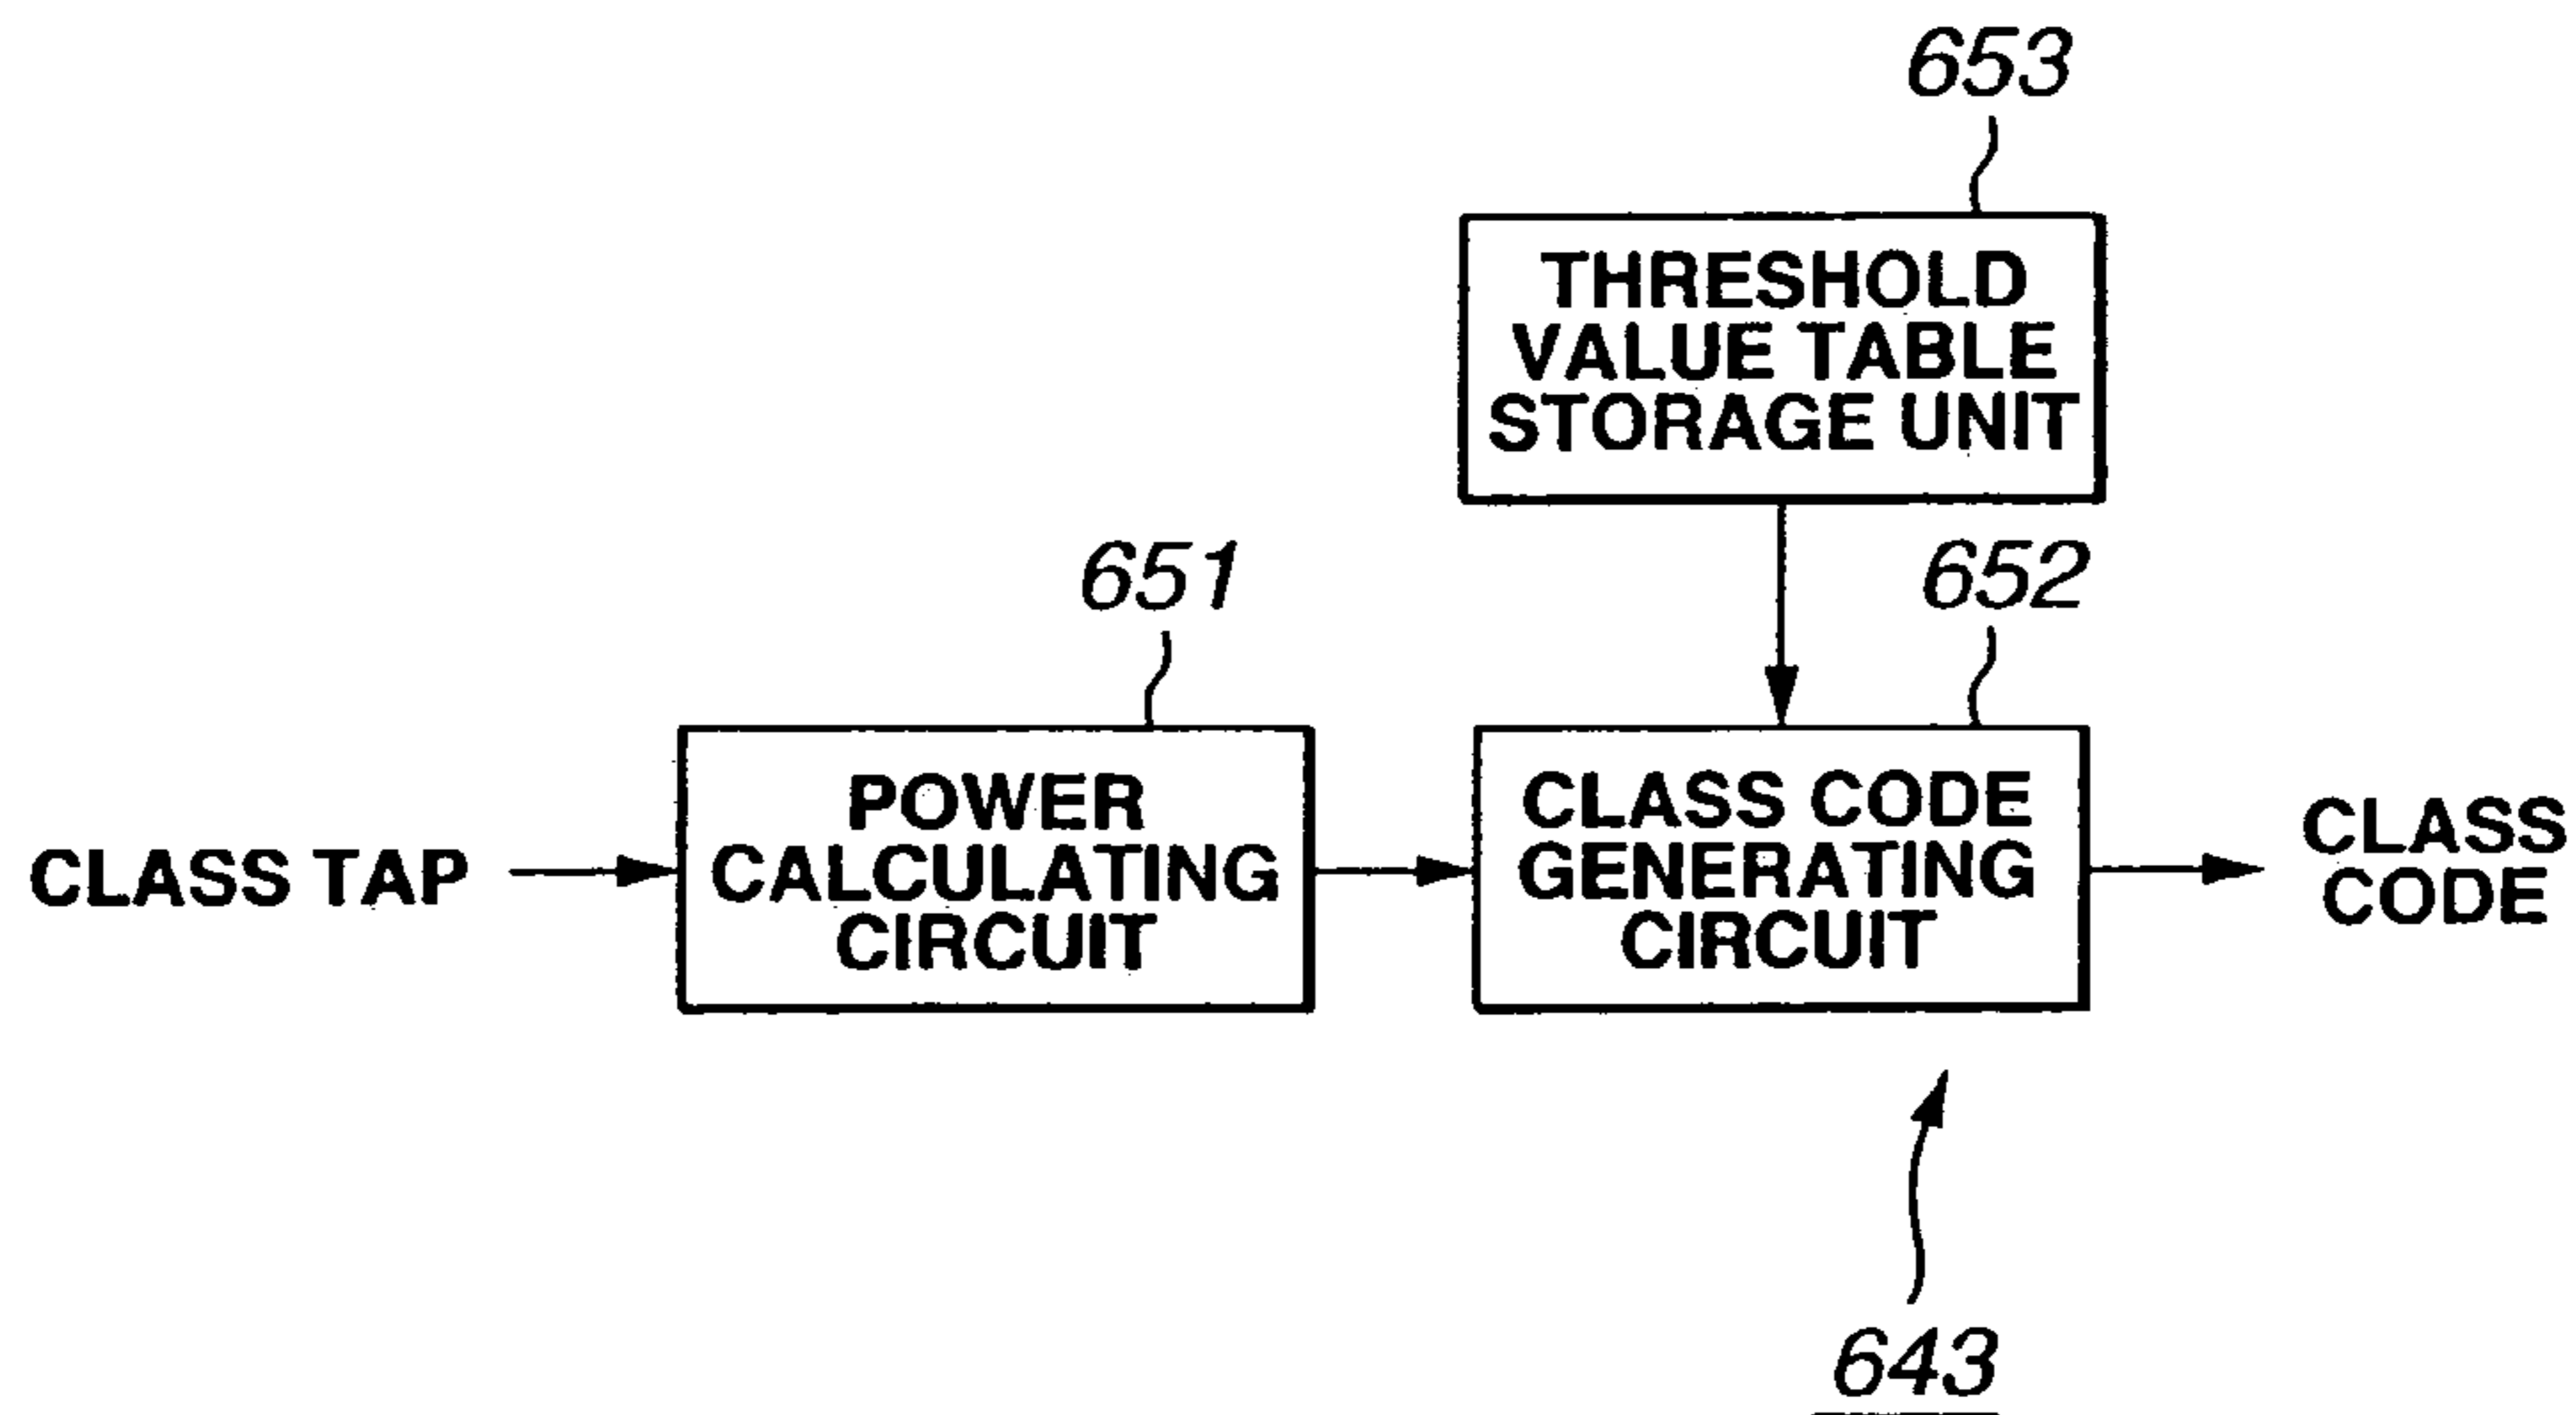 653
THRESHOLD
VALUE TABLE
STORAGE UNIT
651
652
CLASS TAP
POWER
CALCULATING
CIRCUIT
CLASS CODE
GENERATING
CIRCUIT
CLASS
CODE
643